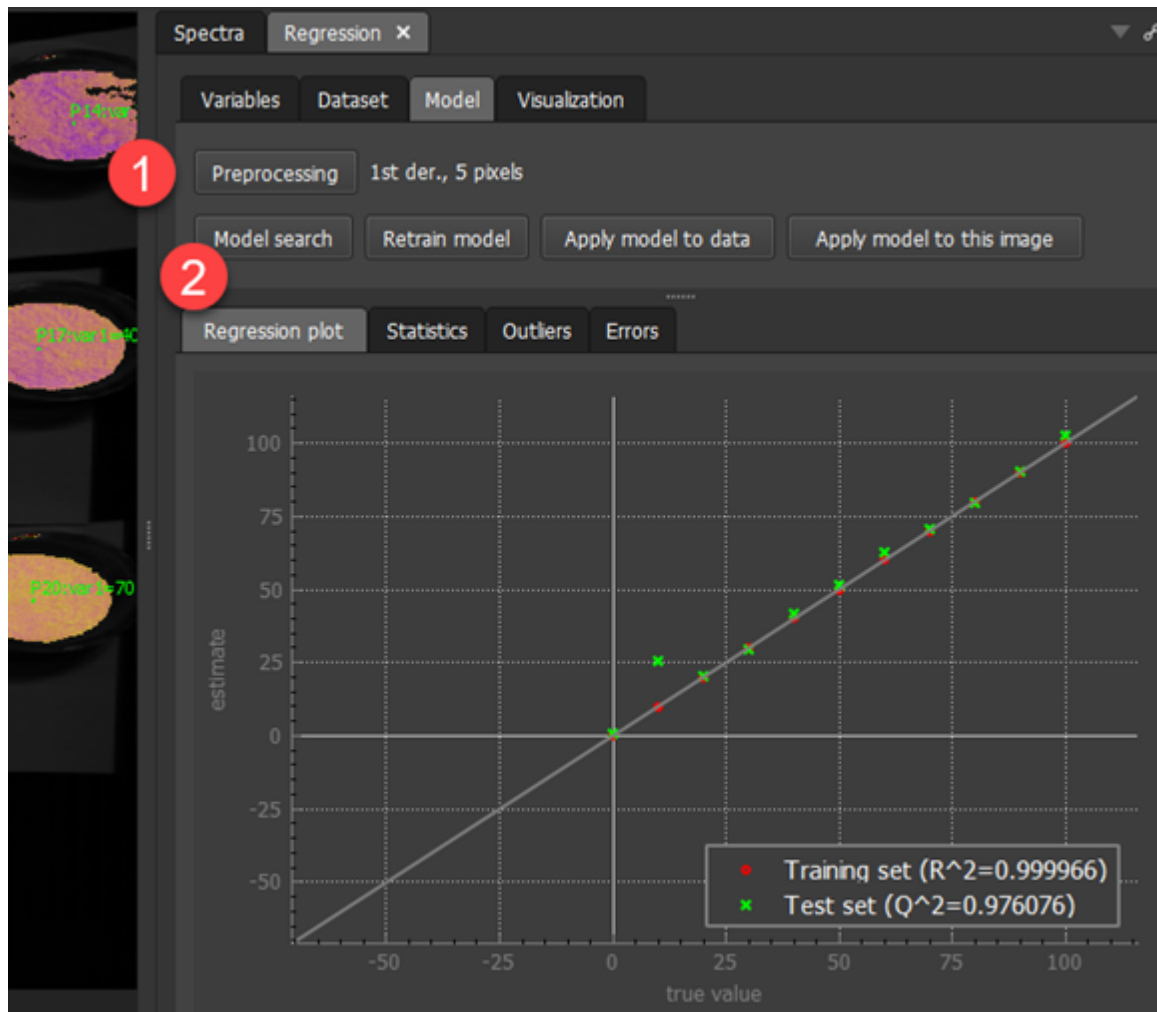 Spectra Regression ×
Variables Dataset Model Visualization
P14:var
1 Preprocessing 1st der., 5 pixels
Model search Retrain model Apply model to data Apply model to this image
2
Regression plot Statistics Outliers Errors
P17:var1=40
P20:var1=70
100
75
50
25
0
-25
-50
estimate
-50 -25 0 25 50 75 100
true value
Training set (R^2=0.999966)
Test set (Q^2=0.976076)